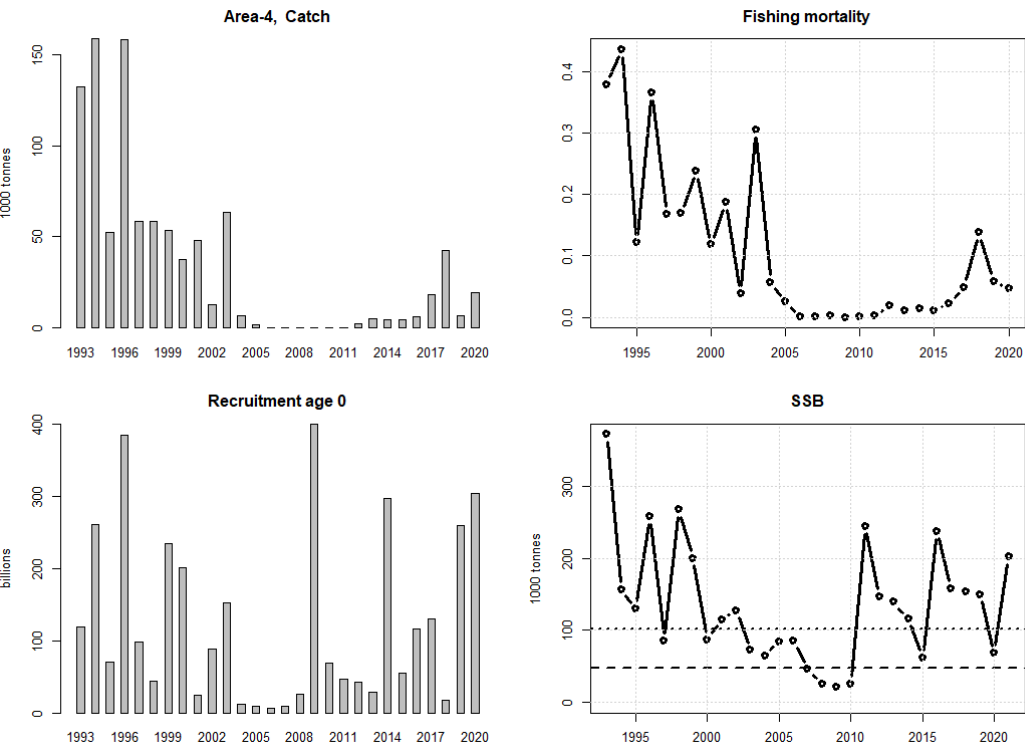 Area-4,  Catch
1000 tonnes
150
100
50
0
1993 1996 1999 2002 2005 2008 2011 2014 2017 2020
Fishing mortality
0.4
0.3
0.2
0.1
0.0
1995 2000 2005 2010 2015 2020
Recruitment age 0
billions
400
300
200
100
0
1993 1996 1999 2002 2005 2008 2011 2014 2017 2020
SSB
1000 tonnes
300
200
100
0
1995 2000 2005 2010 2015 2020